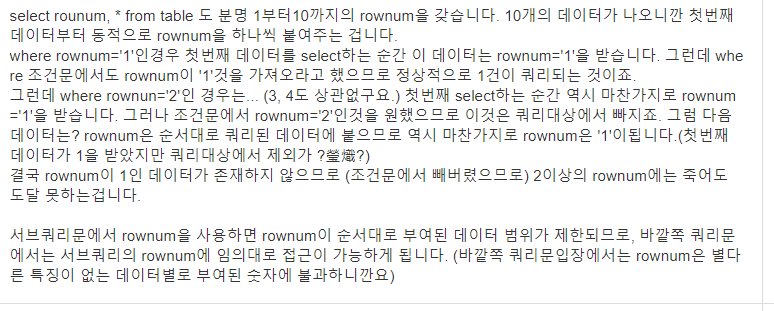 select rounum, * from table 도 분명 1부터10까지의 rownum을 갖습니다. 10개의 데이터가 나오니깐 첫번째
데이터부터 동적으로 rownum을 하나씩 붙여주는 겁니다.
where rownum='1'인경우 첫번째 데이터를 select하는 순간 이 데이터는 rownum='1'을 받습니다. 그런데 whe
re 조건문에서도 rownum이 '1'것을 가져오라고 했으므로 정상적으로 1건이 쿼리되는 것이죠.
그런데 where rownun='2'인 경우는... (3, 4도 상관없구요.) 첫번째 select하는 순간 역시 마찬가지로 rownum
='1'을 받습니다. 그러나 조건문에서 rownum='2'인것을 원했으므로 이것은 쿼리대상에서 빠지죠. 그럼 다음
데이터는? rownum은 순서대로 쿼리된 데이터에 붙으므로 역시 마찬가지로 rownum은 '1'이됩니다.(첫번째
데이터가 1을 받았지만 쿼리대상에서 제외가 ?瑩熾?)
결국 rownum이 1인 데이터가 존재하지 않으므로 (조건문에서 빼버렸으므로) 2이상의 rownum에는 죽어도
도달 못하는겁니다.
서브쿼리문에서 rownum을 사용하면 rownum이 순서대로 부여된 데이터 범위가 제한되므로, 바깥쪽 쿼리문
에서는 서브쿼리의 rownum에 임의대로 접근이 가능하게 됩니다. (바깥쪽 쿼리문입장에서는 rownum은 별다
른 특징이 없는 데이터별로 부여된 숫자에 불과하니깐요)